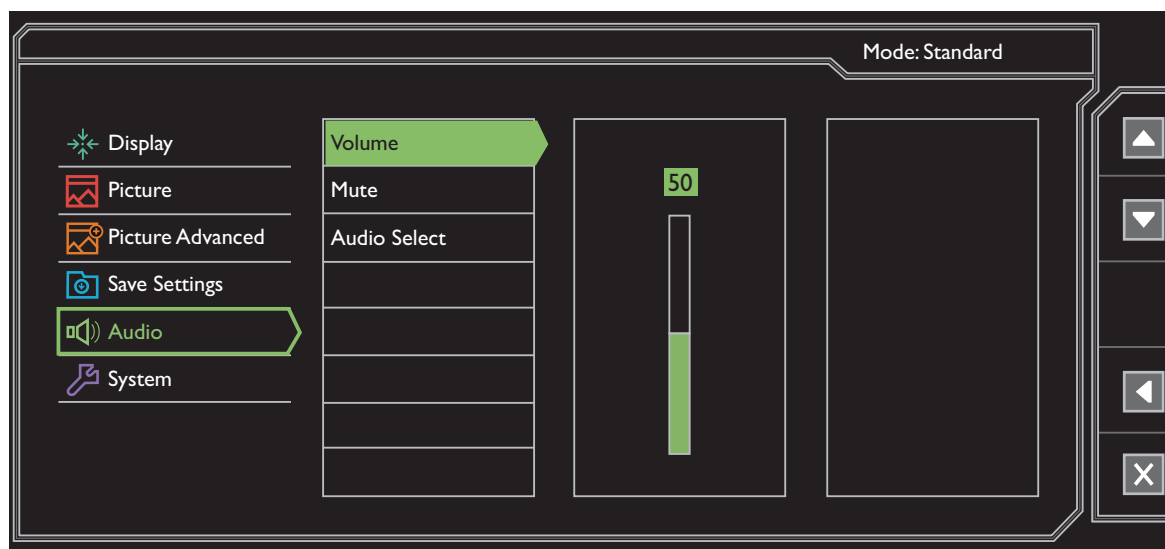 Mode: Standard
Display
Picture
Picture Advanced
Save Settings
Audio
System
Volume
Mute
Audio Select
50